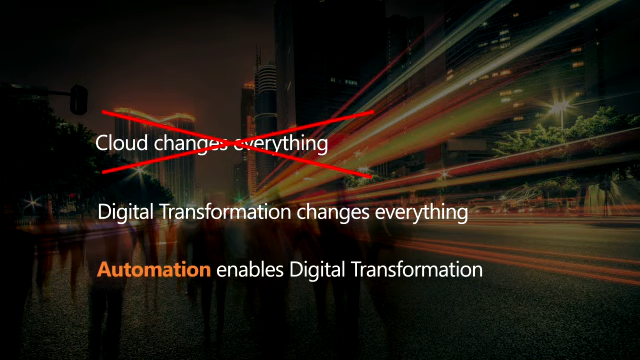 Cloud changes everything
Digital Transformation changes everything
Automation enables Digital Transformation